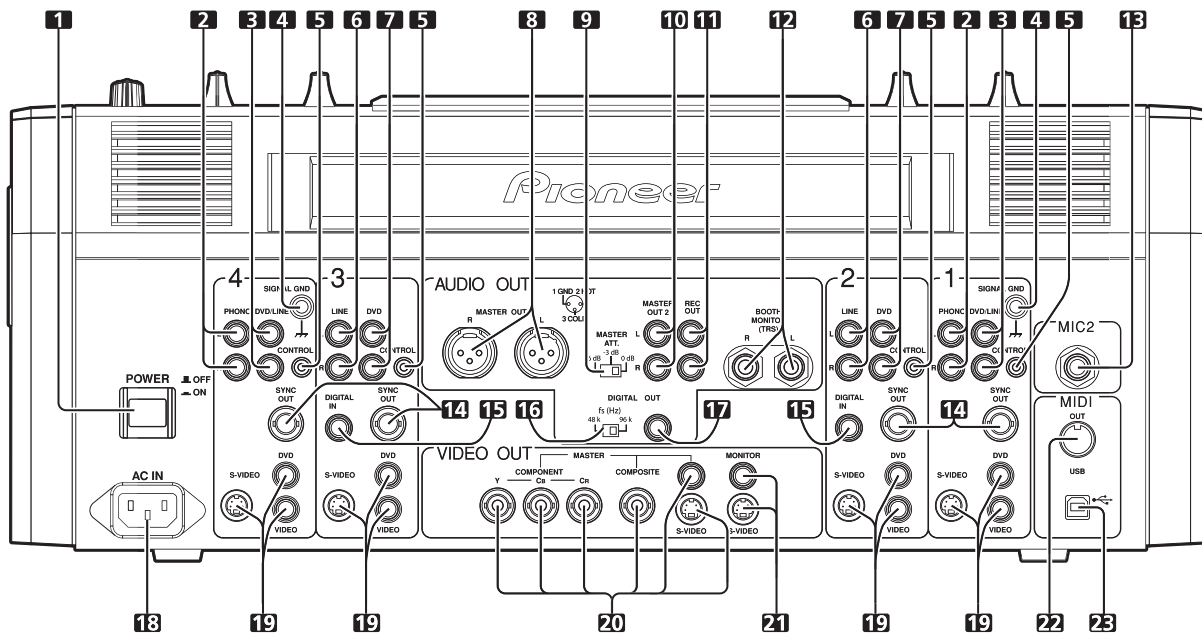 1 2 3 4 5 6 7 5 8 9 10 11 12 6 7 5 2 3 4 5 13
Pioneer
4
SIGNAL GND
PHONO
DVD/LINE
CONTROL
SYNC OUT
S-VIDEO
DVD
VIDEO
3
LINE
DVD
L
R
CONTROL
DIGITAL IN
SYNC OUT
S-VIDEO
DVD
VIDEO
POWER
OFF
ON
AC IN
AUDIO OUT
1 GND 2 HOT
3 COLD
R MASTER OUT 1 L
MASTER ATT.
-6 dB
-3 dB
0 dB
MASTER OUT 2
REC OUT
L
R
BOOTH MONITOR (TRS)
R L
DIGITAL OUT
fs (Hz)
48 k 96 k
14 15 16 17 15 14
VIDEO OUT
MASTER
COMPONENT
COMPOSITE
Y CB CR
S-VIDEO
MONITOR
S-VIDEO
2
LINE
DVD
L
R
CONTROL
DIGITAL IN
SYNC OUT
S-VIDEO
DVD
VIDEO
1
SIGNAL GND
PHONO
DVD/LINE
L
R
CONTROL
SYNC OUT
S-VIDEO
DVD
VIDEO
MIC2
MIDI
OUT
USB
18 19 19 20 21 19 19 22 23